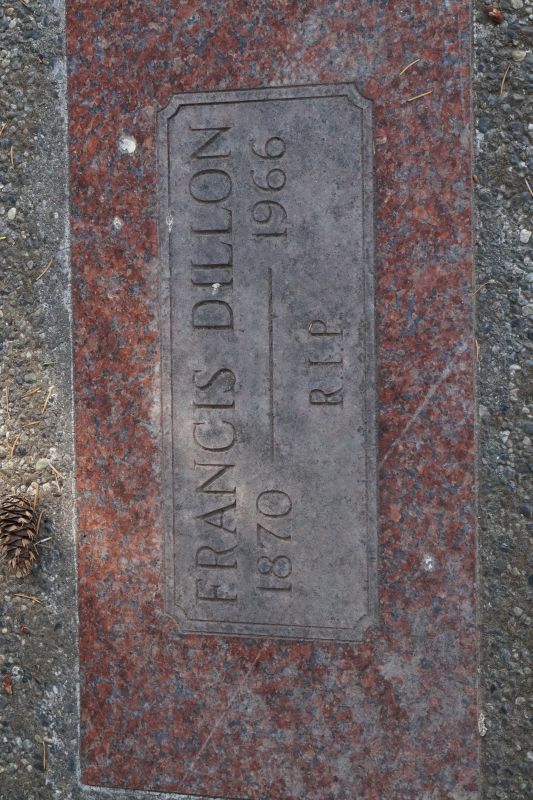 FRANCIS DILLON
1870 — 1966
RIP